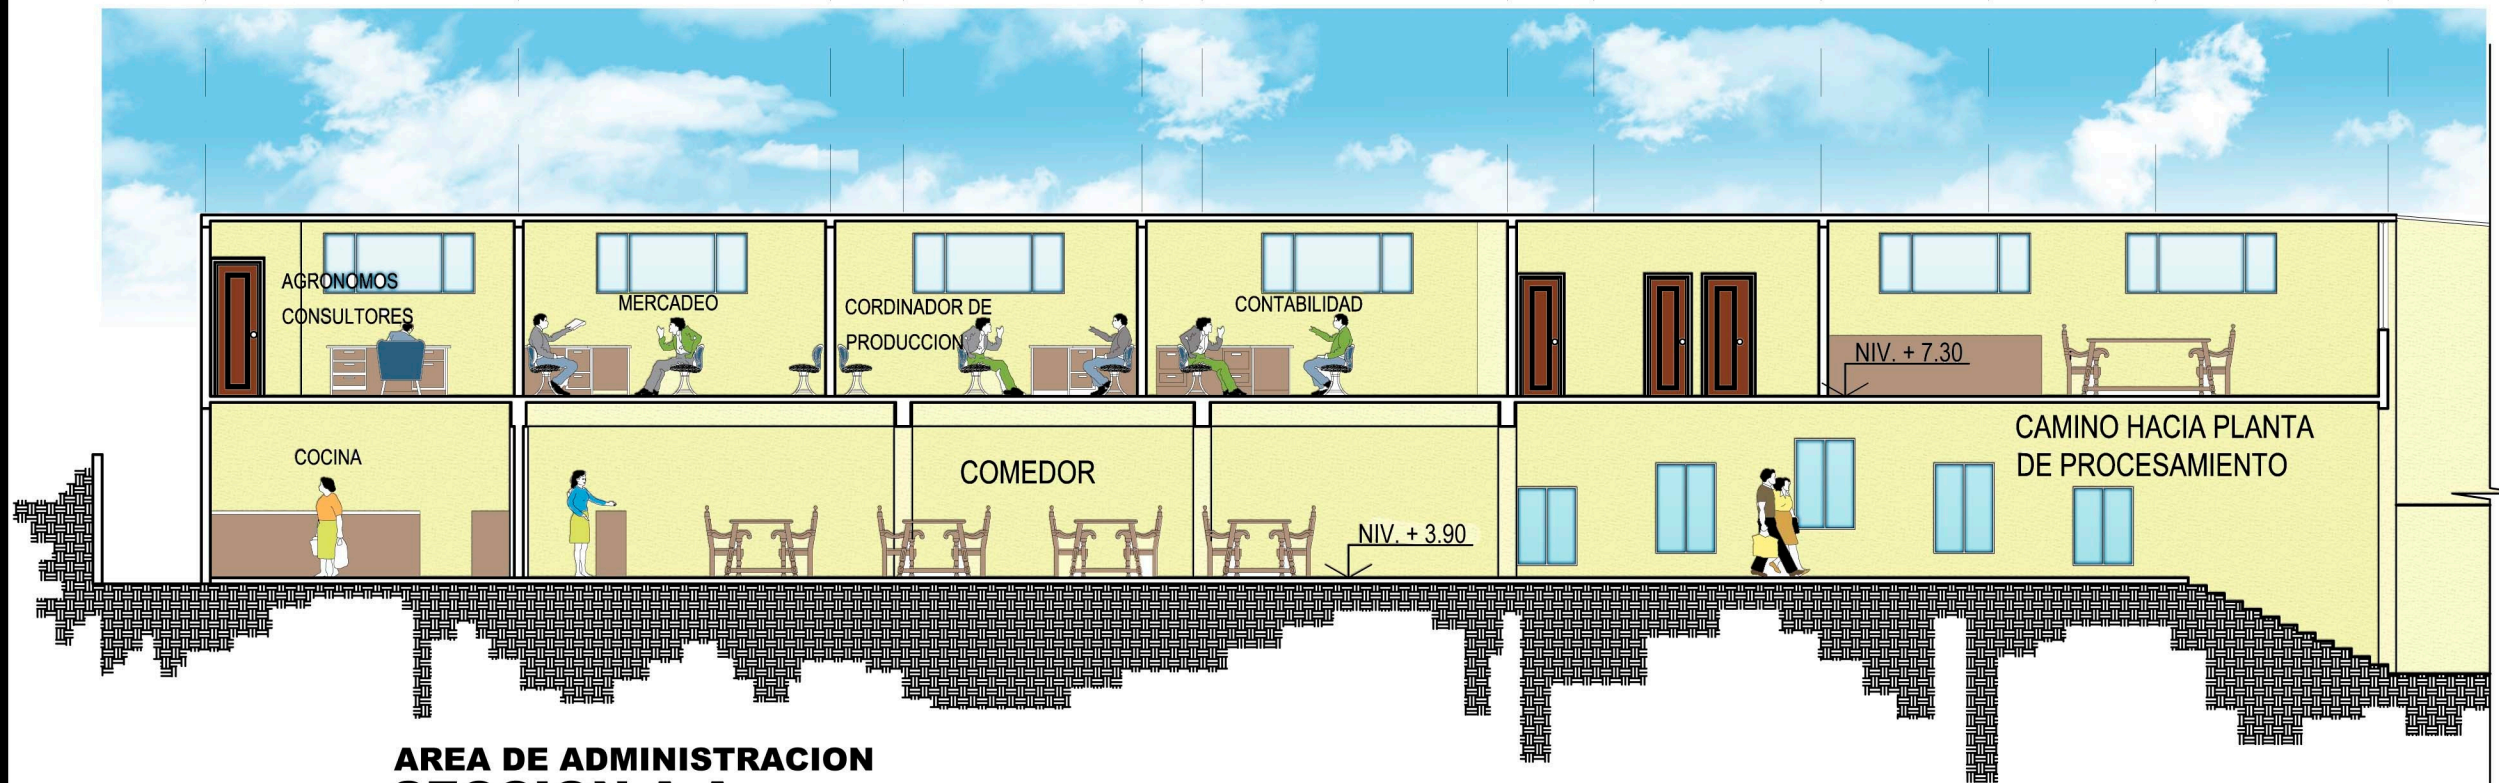 AGRONOMOS
CONSULTORES
MERCADEO
CORDINADOR DE
PRODUCCION
CONTABILIDAD
NIV. + 7.30
COCINA
COMEDOR
NIV. + 3.90
CAMINO HACIA PLANTA
DE PROCESAMIENTO
AREA DE ADMINISTRACION